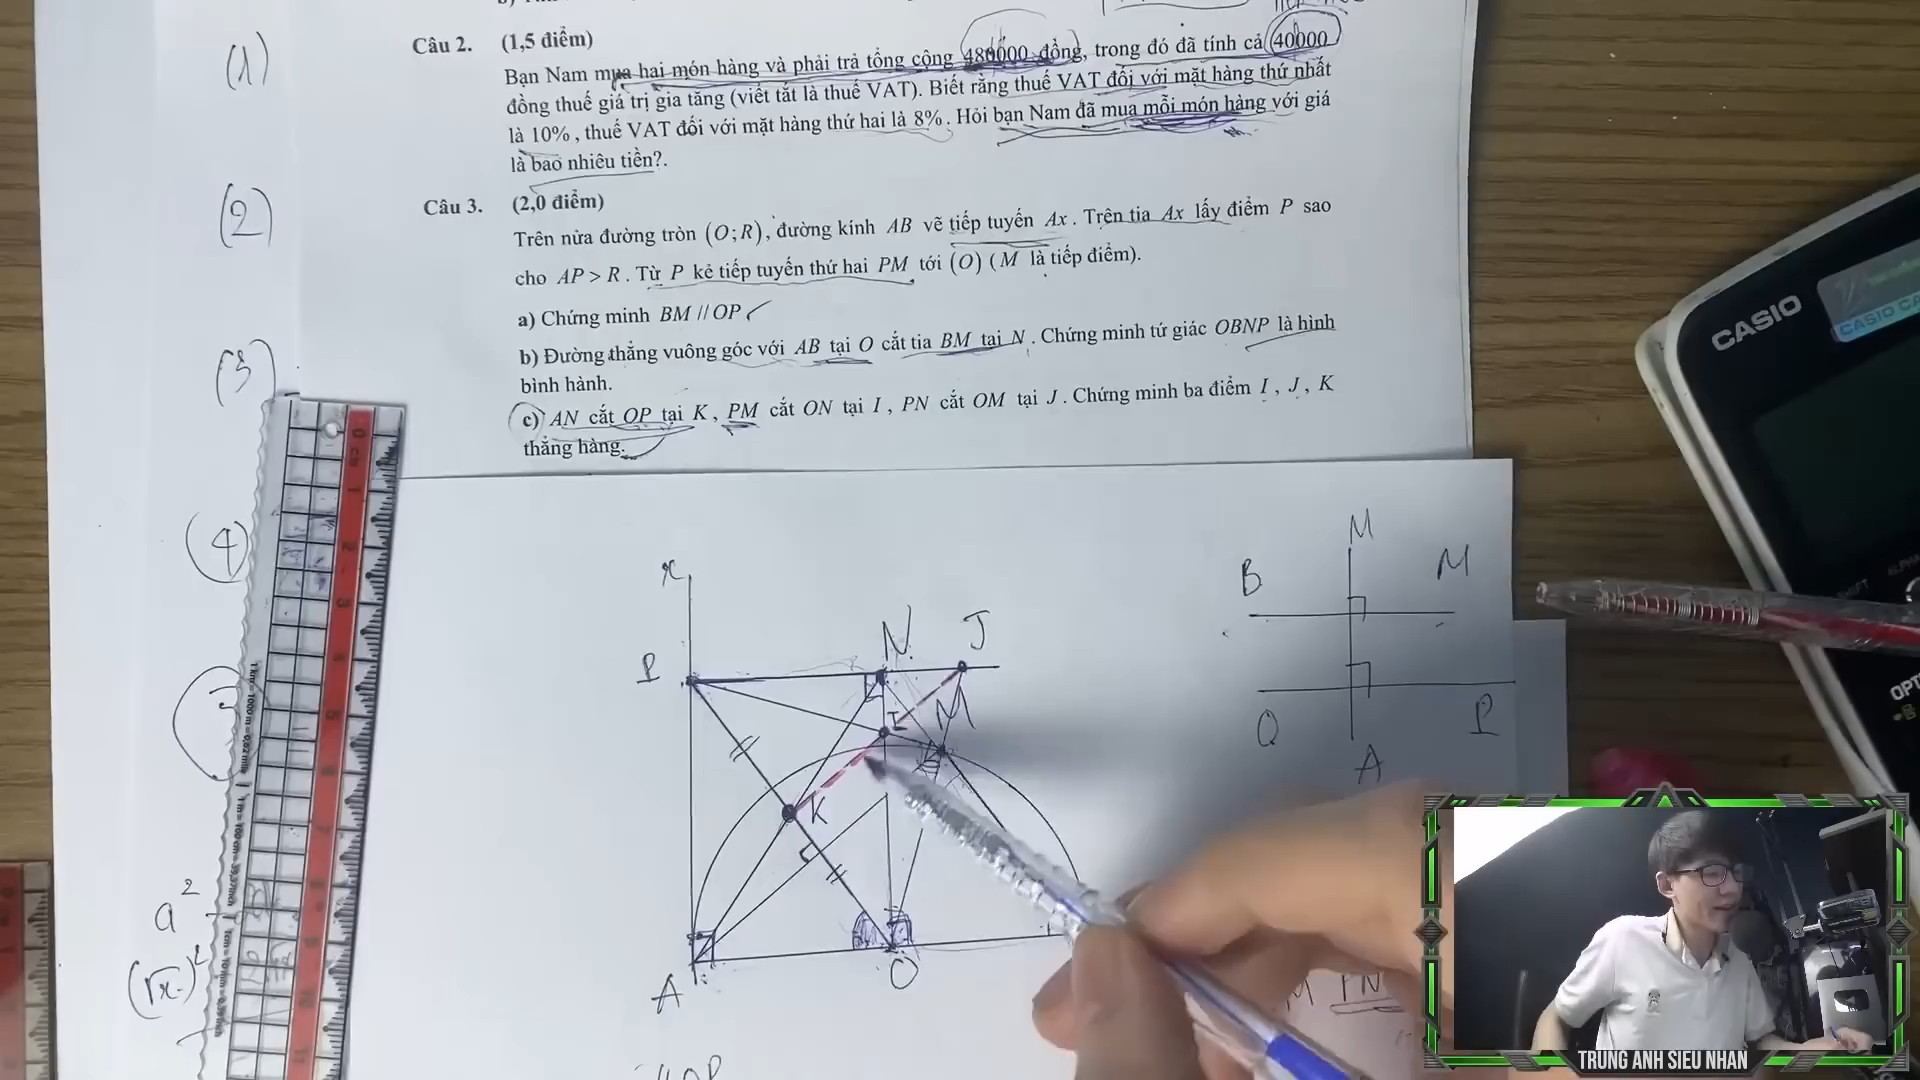 (1)
Câu 2. (1,5 điểm)
Bạn Nam mua hai món hàng và phải trả tổng cộng 480000 đồng, trong đó đã tính cả 40000
đồng thuế giá trị gia tăng (viết tắt là thuế VAT). Biết rằng thuế VAT đối với mặt hàng thứ nhất
là 10%, thuế VAT đối với mặt hàng thứ hai là 8%. Hỏi bạn Nam đã mua mỗi món hàng với giá
là bao nhiêu tiền?.
(2)
Câu 3. (2,0 điểm)
Trên nửa đường tròn (O;R), đường kính AB vẽ tiếp tuyến Ax. Trên tia Ax lấy điểm P sao
cho AP > R. Từ P kẻ tiếp tuyến thứ hai PM tới (O) (M là tiếp điểm).
a) Chứng minh BM // OP
b) Đường thẳng vuông góc với AB tại O cắt tia BM tại N. Chứng minh tứ giác OBNP là hình
bình hành.
c) AN cắt OP tại K, PM cắt ON tại I, PN cắt OM tại J. Chứng minh ba điểm I, J, K
thẳng hàng.
(4)
x
P
N
J
I
M
K
A
O
M
B
M
O
P
A
a²
(√x)²
PN
CASIO
CASIO
SHIFT
ALPHA
OPT
TRUNG ANH SIEU NHAN